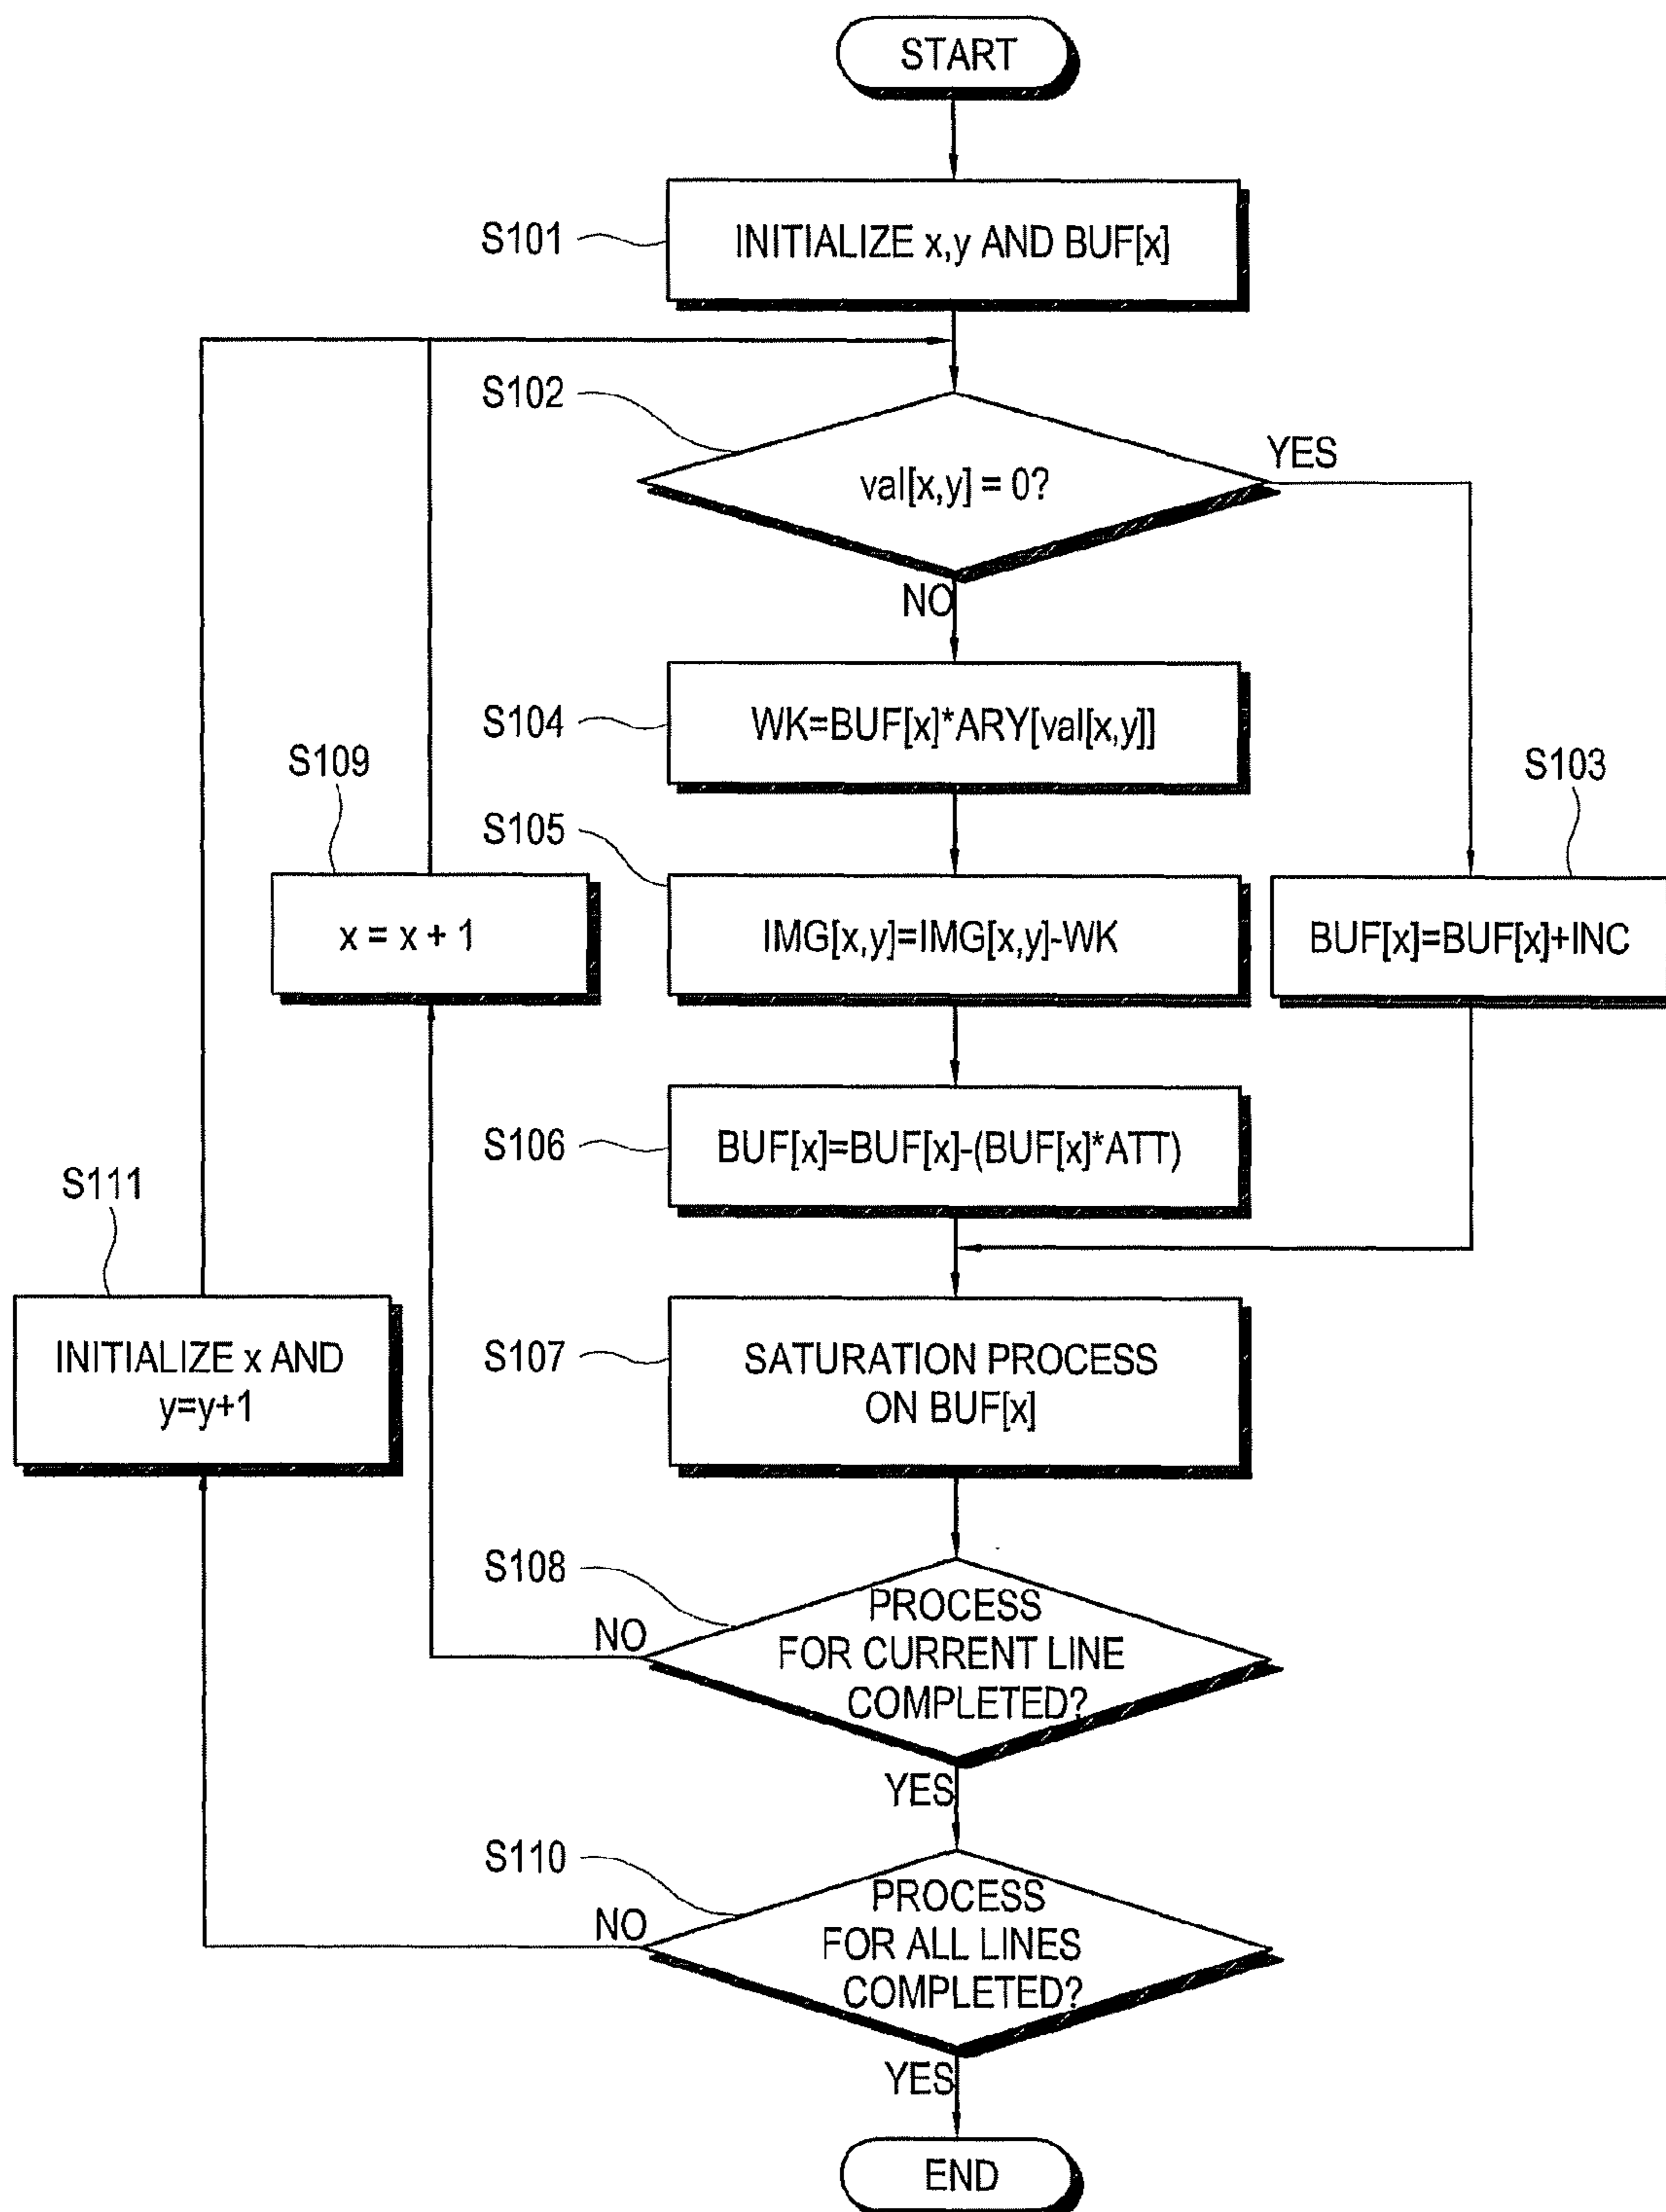 START
S101
INITIALIZE x,y AND BUF[x]
S102
val[x,y] = 0?
YES
NO
S104
WK=BUF[x]*ARY[val[x,y]]
S109
S103
S105
x = x + 1
IMG[x,y]=IMG[x,y]-WK
BUF[x]=BUF[x]+INC
S106
BUF[x]=BUF[x]-(BUF[x]*ATT)
S111
INITIALIZE x AND
y=y+1
S107
SATURATION PROCESS
ON BUF[x]
S108
PROCESS
FOR CURRENT LINE
COMPLETED?
NO
YES
S110
PROCESS
FOR ALL LINES
COMPLETED?
NO
YES
END